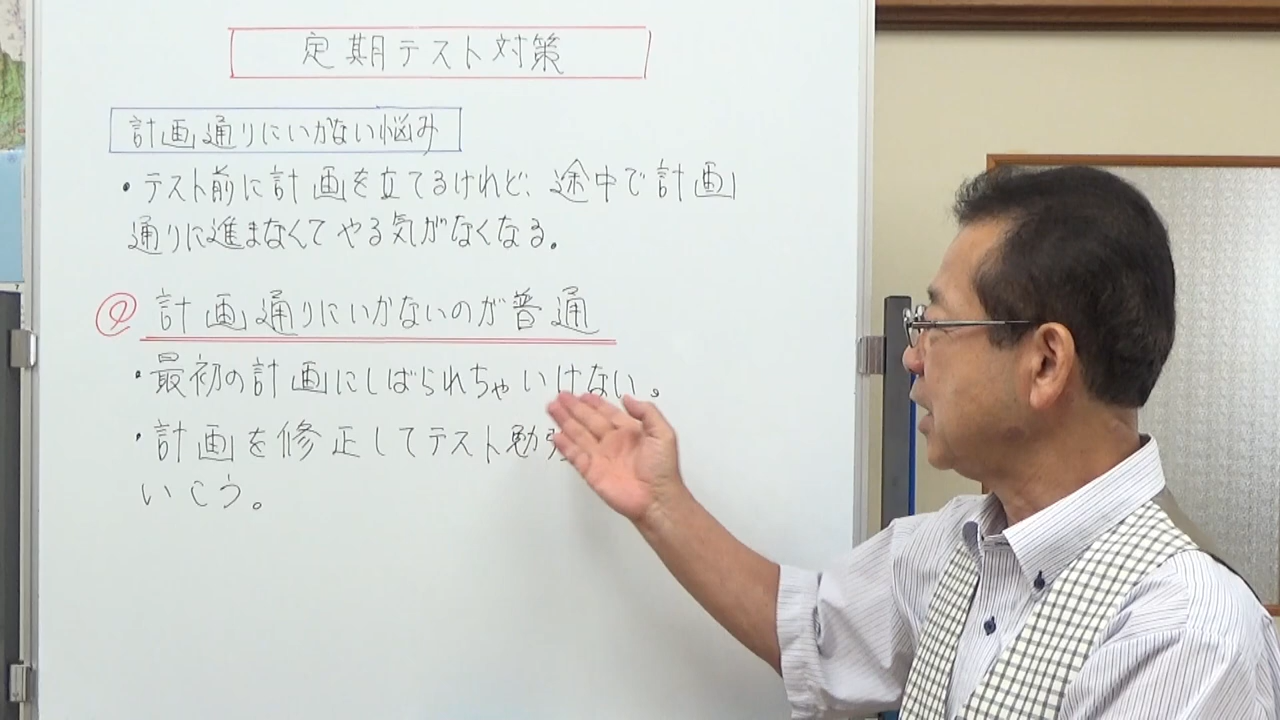 定期テスト対策
計画通りにいかない悩み
・テスト前に計画を立てるけれど、途中で計画
通りに進まなくてやる気がなくなる。
計画通りにいかないのが普通
・最初の計画にしばられちゃいけない。
・計画を修正してテスト勉
いこう。